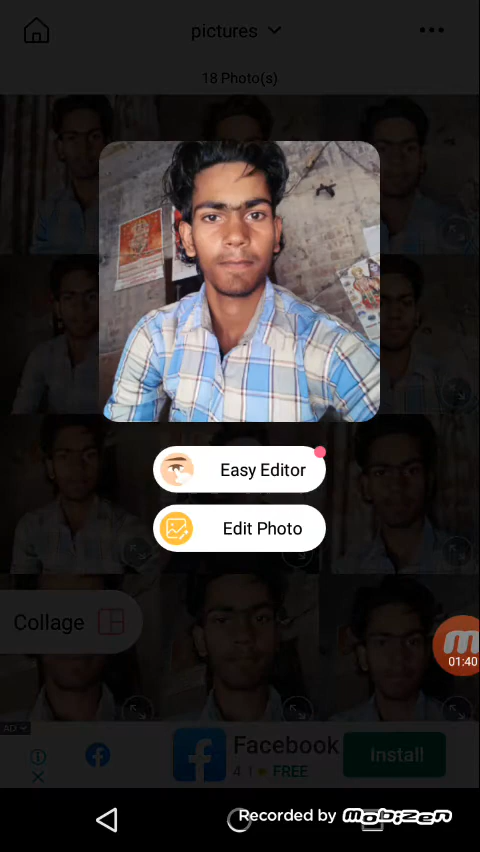 pictures
18 Photo(s)
Easy Editor
Edit Photo
Collage
01:40
AD
Facebook
4.1 FREE
Install
Recorded by MOBIZEN